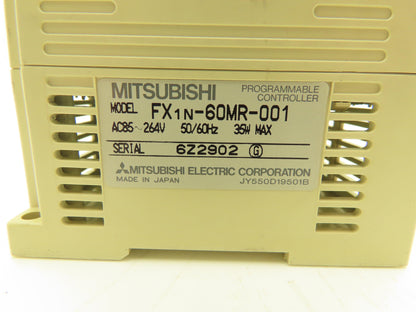 MITSUBISHI PROGRAMMABLE CONTROLLER
MODEL FX1N-60MR-001
AC85~264V 50/60Hz 35W MAX
SERIAL 6Z2902 G
MITSUBISHI ELECTRIC CORPORATION
MADE IN JAPAN JY550D19501B